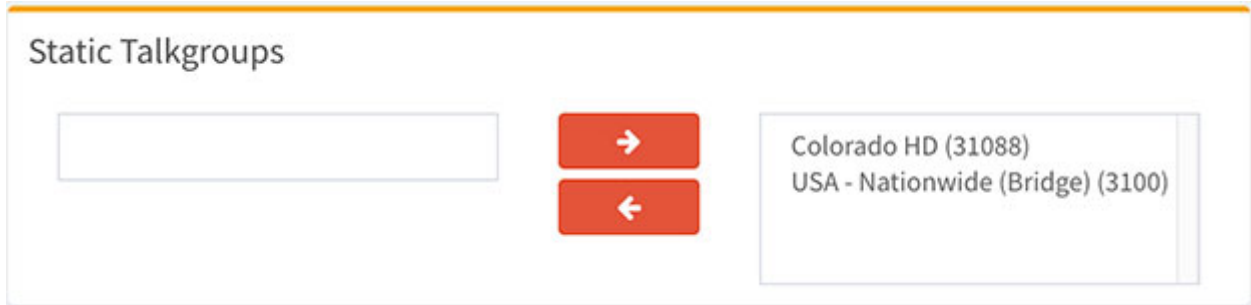 Static Talkgroups
Colorado HD (31088)
USA - Nationwide (Bridge) (3100)